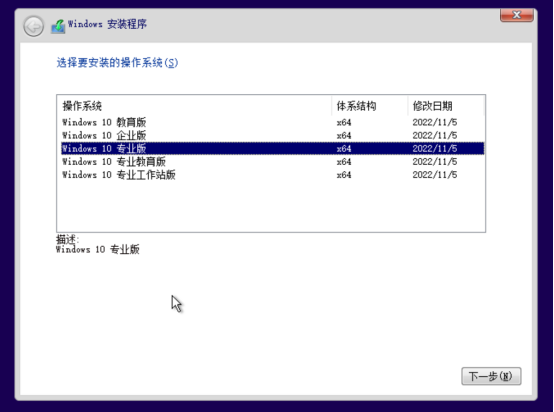 Windows 安装程序
选择要安装的操作系统(S)
操作系统 体系结构 修改日期
Windows 10 教育版 x64 2022/11/5
Windows 10 企业版 x64 2022/11/5
Windows 10 专业版 x64 2022/11/5
Windows 10 专业教育版 x64 2022/11/5
Windows 10 专业工作站版 x64 2022/11/5
描述:
Windows 10 专业版
下一步(N)